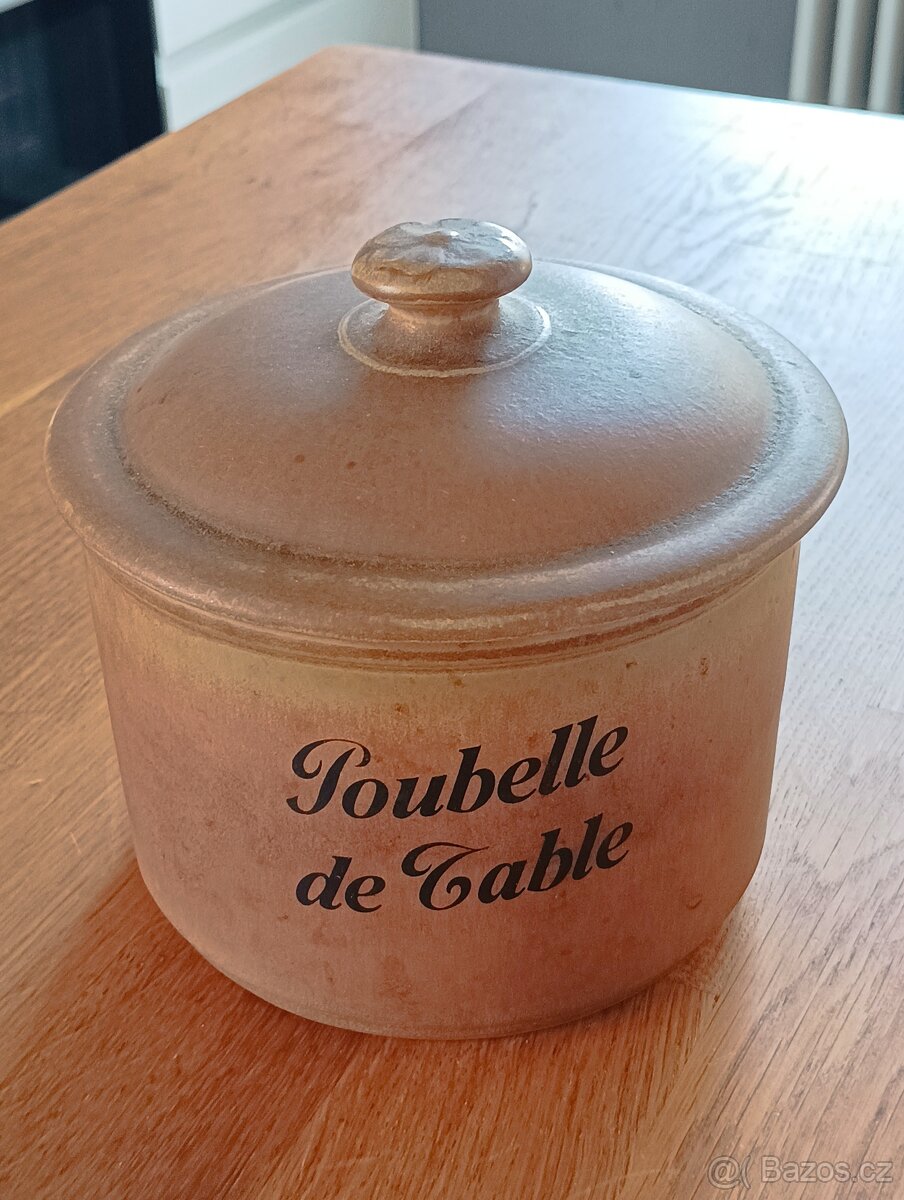 Poubelle
de Table
@( Bazos.cz